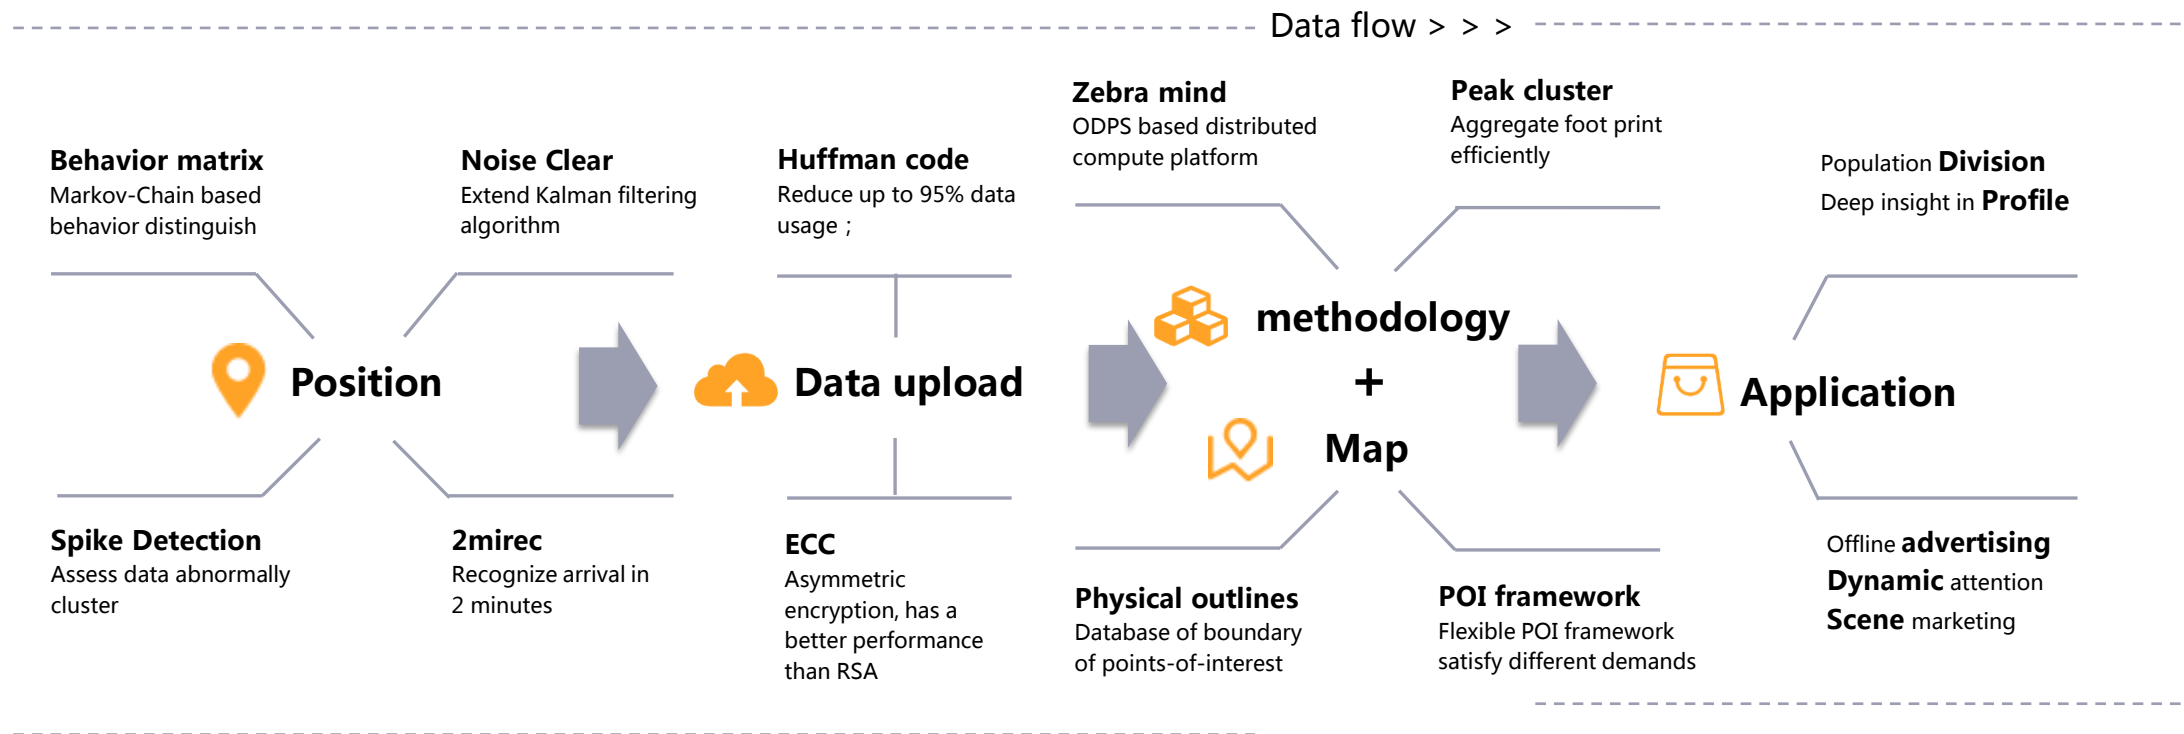 Data flow > > >
Behavior matrix
Markov-Chain based
behavior distinguish
Noise Clear
Extend Kalman filtering
algorithm
Position
Spike Detection
Assess data abnormally
cluster
2mirec
Recognize arrival in
2 minutes
Huffman code
Reduce up to 95% data
usage ;
Data upload
ECC
Asymmetric
encryption, has a
better performance
than RSA
Zebra mind
ODPS based distributed
compute platform
Peak cluster
Aggregate foot print
efficiently
methodology
+
Map
Physical outlines
Database of boundary
of points-of-interest
POI framework
Flexible POI framework
satisfy different demands
Population Division
Deep insight in Profile
Application
Offline advertising
Dynamic attention
Scene marketing